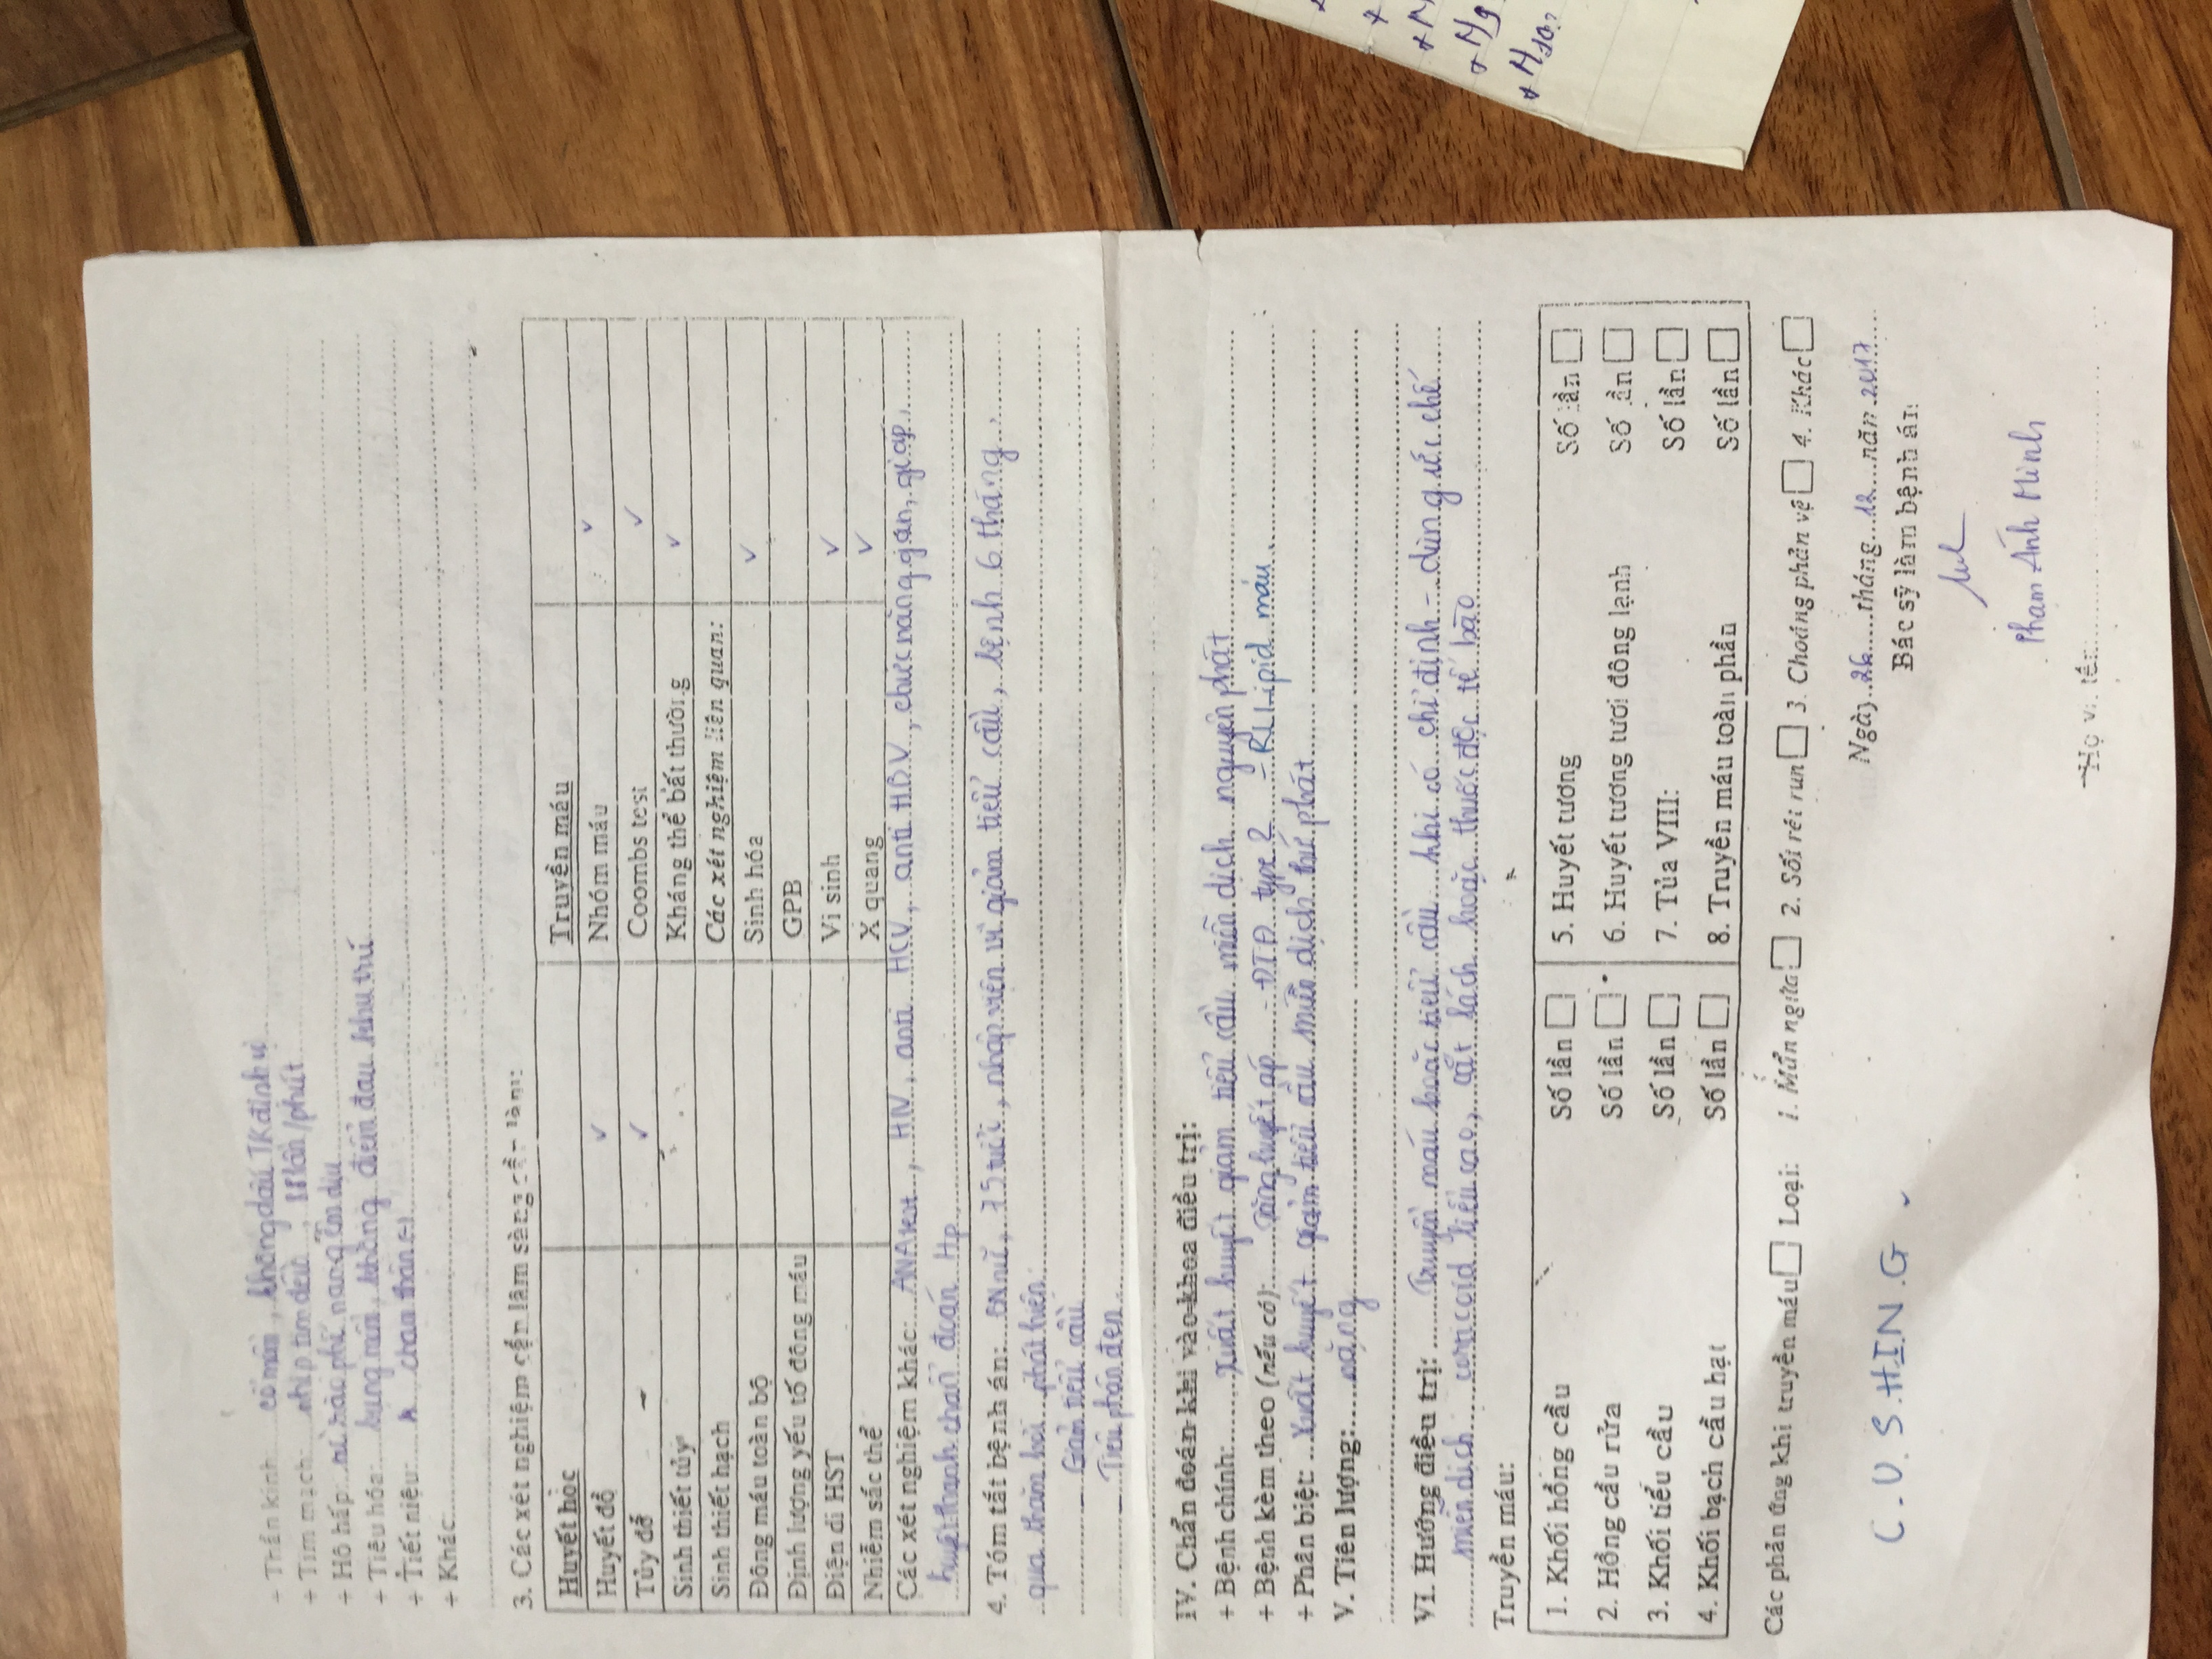 + Thần kinh: cổ mềm, không dấu TK định vị
+ Tim mạch: nhịp tim đều, 88 lần/phút
+ Hô hấp: rì rào phế nang êm dịu
+ Tiêu hóa: bụng mềm, không điểm đau khu trú
+ Tiết niệu: chạm thận (-)
+ Khác:
3. Các xét nghiệm cận lâm sàng cần làm:
Huyết học Truyền máu
Huyết đồ ✓ Nhóm máu ✓
Tủy đồ ✓ Coombs test ✓
Sinh thiết tủy Kháng thể bất thường ✓
Sinh thiết hạch Các xét nghiệm liên quan:
Đông máu toàn bộ Sinh hóa ✓
Định lượng yếu tố đông máu GPB
Điện di HST Vi sinh ✓
Nhiễm sắc thể X quang ✓
Các xét nghiệm khác: ANA test, HIV, anti HCV, anti HBV, chức năng gan, giáp,
huyết thanh chẩn đoán Hp.
4. Tóm tắt bệnh án: BN nữ, 75 tuổi, nhập viện vì giảm tiểu cầu, bệnh 6 tháng
qua thăm hỏi phát hiện:
– Giảm tiểu cầu
– Tiêu phân đen.
IV. Chẩn đoán khi vào khoa điều trị:
+ Bệnh chính: Xuất huyết giảm tiểu cầu miễn dịch nguyên phát
+ Bệnh kèm theo (nếu có): Tăng huyết áp - ĐTĐ type 2 - RL Lipid máu.
+ Phân biệt: Xuất huyết giảm tiểu cầu miễn dịch thứ phát
V. Tiên lượng: nặng
VI. Hướng điều trị: Truyền máu hoặc tiểu cầu khi có chỉ định - dùng ức chế
miễn dịch corticoid liều cao, cắt lách hoặc thuốc độc tế bào
Truyền máu:
1. Khối hồng cầu Số lần 5. Huyết tương Số lần
2. Hồng cầu rửa Số lần 6. Huyết tương tươi đông lạnh Số lần
3. Khối tiểu cầu Số lần 7. Tủa VIII: Số lần
4. Khối bạch cầu hạt Số lần 8. Truyền máu toàn phần Số lần
Các phản ứng khi truyền máu Loại: 1. Mẩn ngứa 2. Sốt rét run 3. Choáng phản vệ 4. Khác
Ngày 26 tháng 12 năm 2017
C.U.S.H.I.N.G.
Bác sỹ làm bệnh án
Phạm Ánh Minh
Họ và tên: